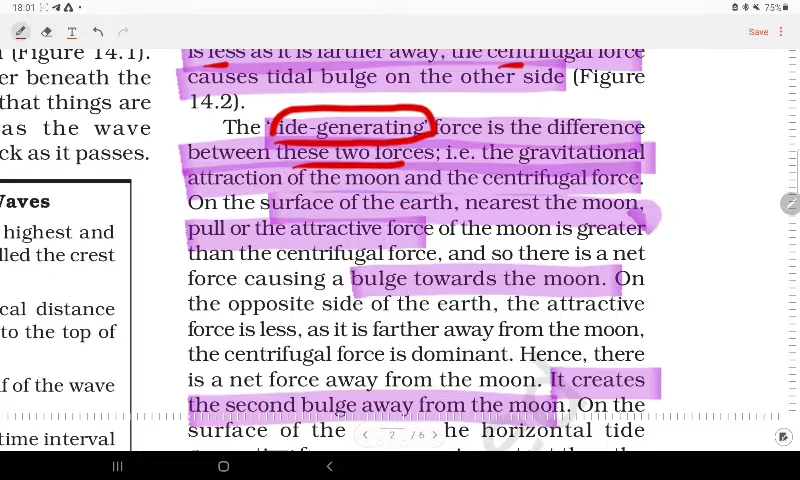 18:01
75%
T
Save
(Figure 14.1).
er beneath the
that things are
as the wave
ck as it passes.
Waves
highest and
lled the crest
cal distance
to the top of
lf of the wave
time interval
is less as it is farther away, the centrifugal force
causes tidal bulge on the other side (Figure
14.2).
The 'tide-generating' force is the difference
between these two forces; i.e. the gravitational
attraction of the moon and the centrifugal force.
On the surface of the earth, nearest the moon,
pull or the attractive force of the moon is greater
than the centrifugal force, and so there is a net
force causing a bulge towards the moon. On
the opposite side of the earth, the attractive
force is less, as it is farther away from the moon,
the centrifugal force is dominant. Hence, there
is a net force away from the moon. It creates
the second bulge away from the moon. On the
surface of the he horizontal tide
2 /6